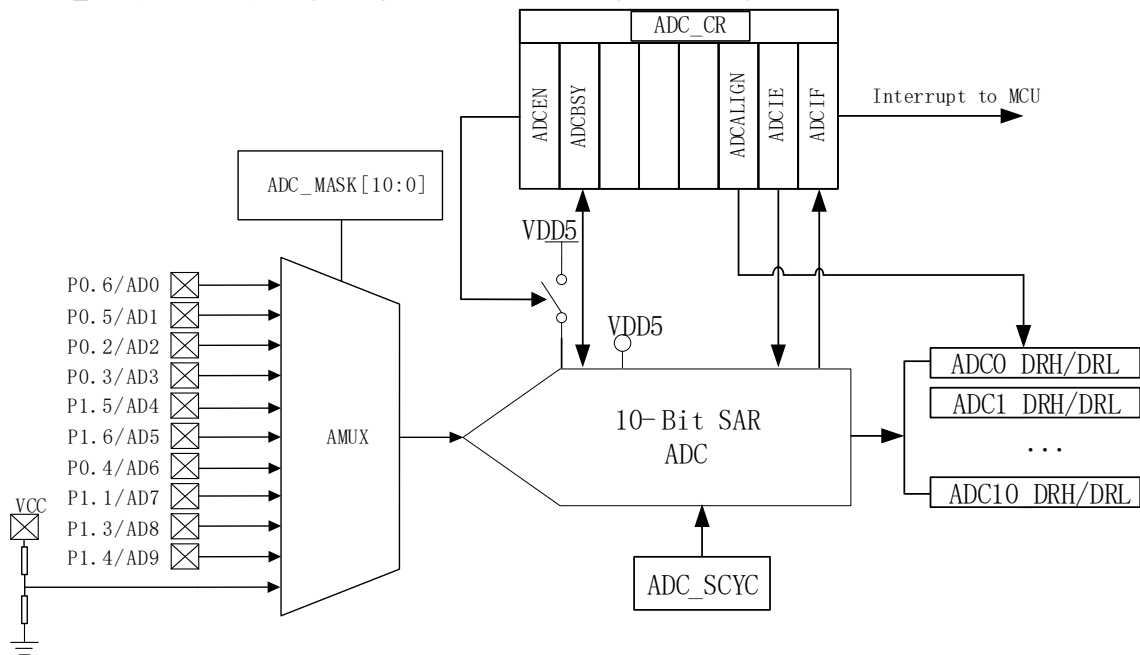 ADC_CR
ADCEN
ADCBSY
ADCALIGN
ADCIE
ADCIF
Interrupt to MCU
ADC_MASK[10:0]
VDD5
VDD5
P0.6/AD0
P0.5/AD1
P0.2/AD2
P0.3/AD3
P1.5/AD4
P1.6/AD5
P0.4/AD6
P1.1/AD7
P1.3/AD8
P1.4/AD9
VCC
AMUX
10-Bit SAR
ADC
ADC_SCYC
ADC0 DRH/DRL
ADC1 DRH/DRL
...
ADC10 DRH/DRL